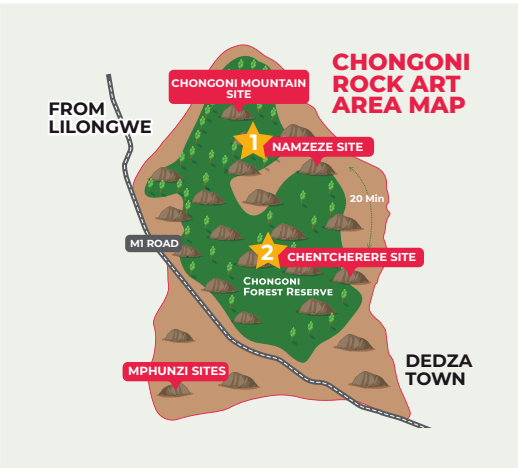 CHONGONI
ROCK ART
AREA MAP
CHONGONI MOUNTAIN
SITE
FROM
LILONGWE
1
NAMZEZE SITE
20 Min
M1 ROAD
2
CHENTCHERERE SITE
CHONGONI
FOREST RESERVE
MPHUNZI SITES
DEDZA
TOWN